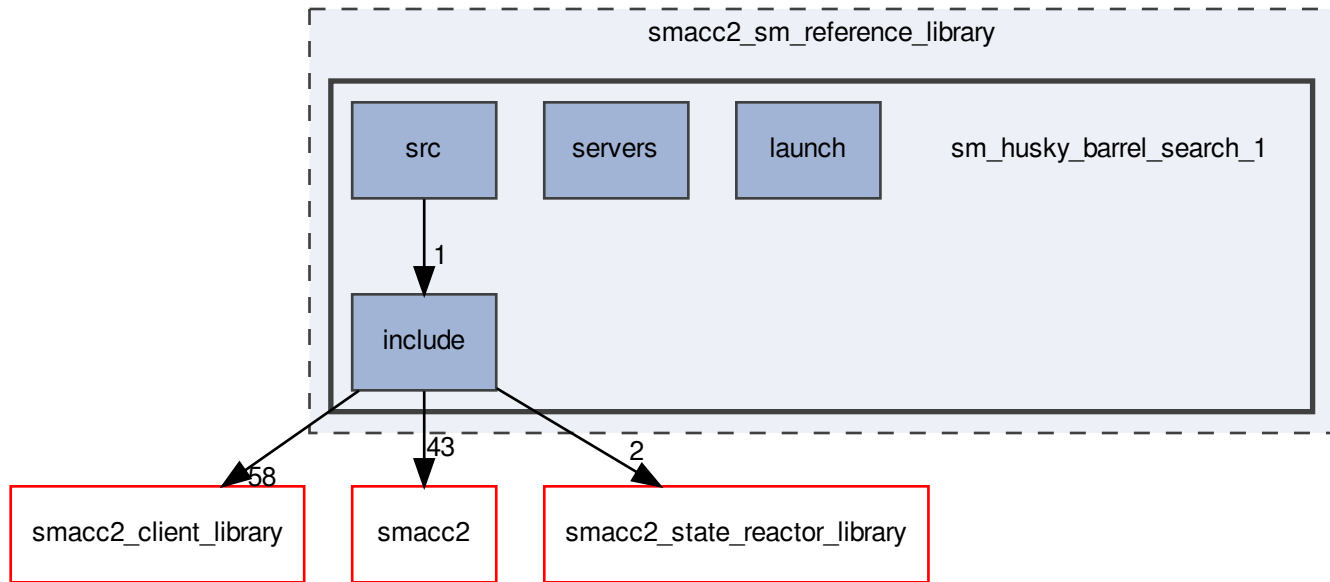 smacc2_sm_reference_library
src
servers
launch
sm_husky_barrel_search_1
1
include
58
43
2
smacc2_client_library
smacc2
smacc2_state_reactor_library